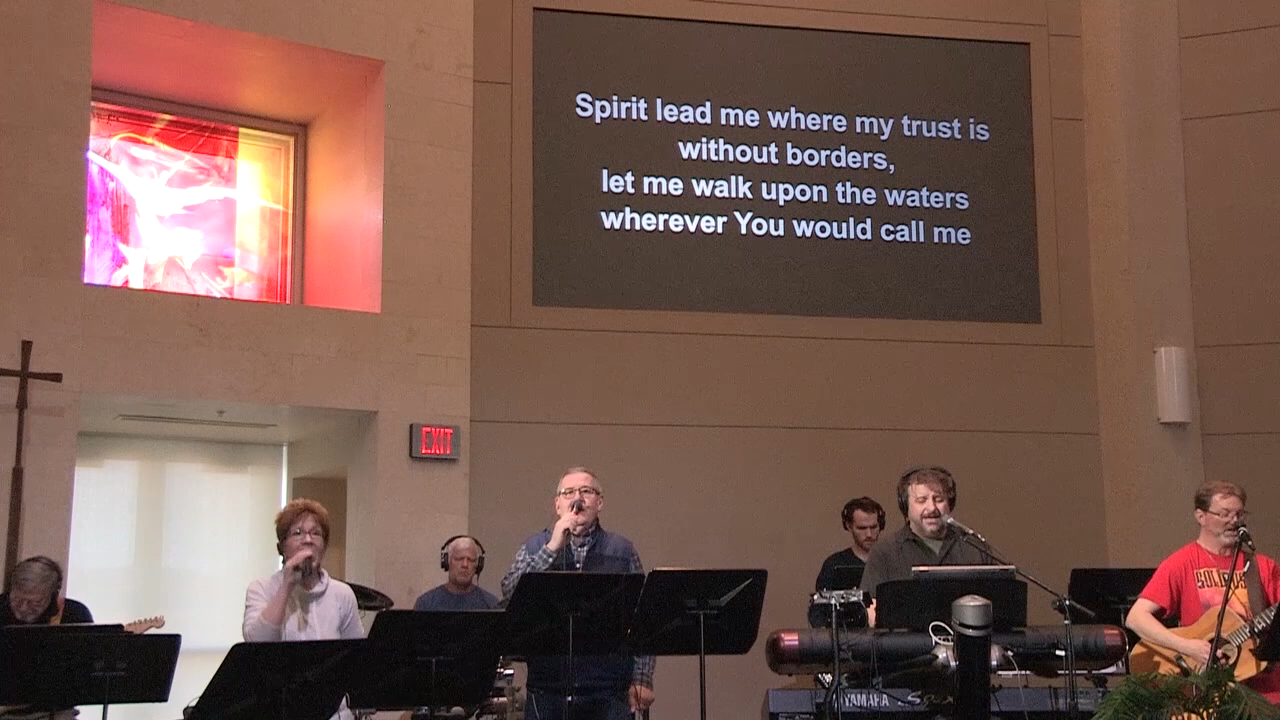 Spirit lead me where my trust is
without borders,
let me walk upon the waters
wherever You would call me
EXIT
YAMAHA